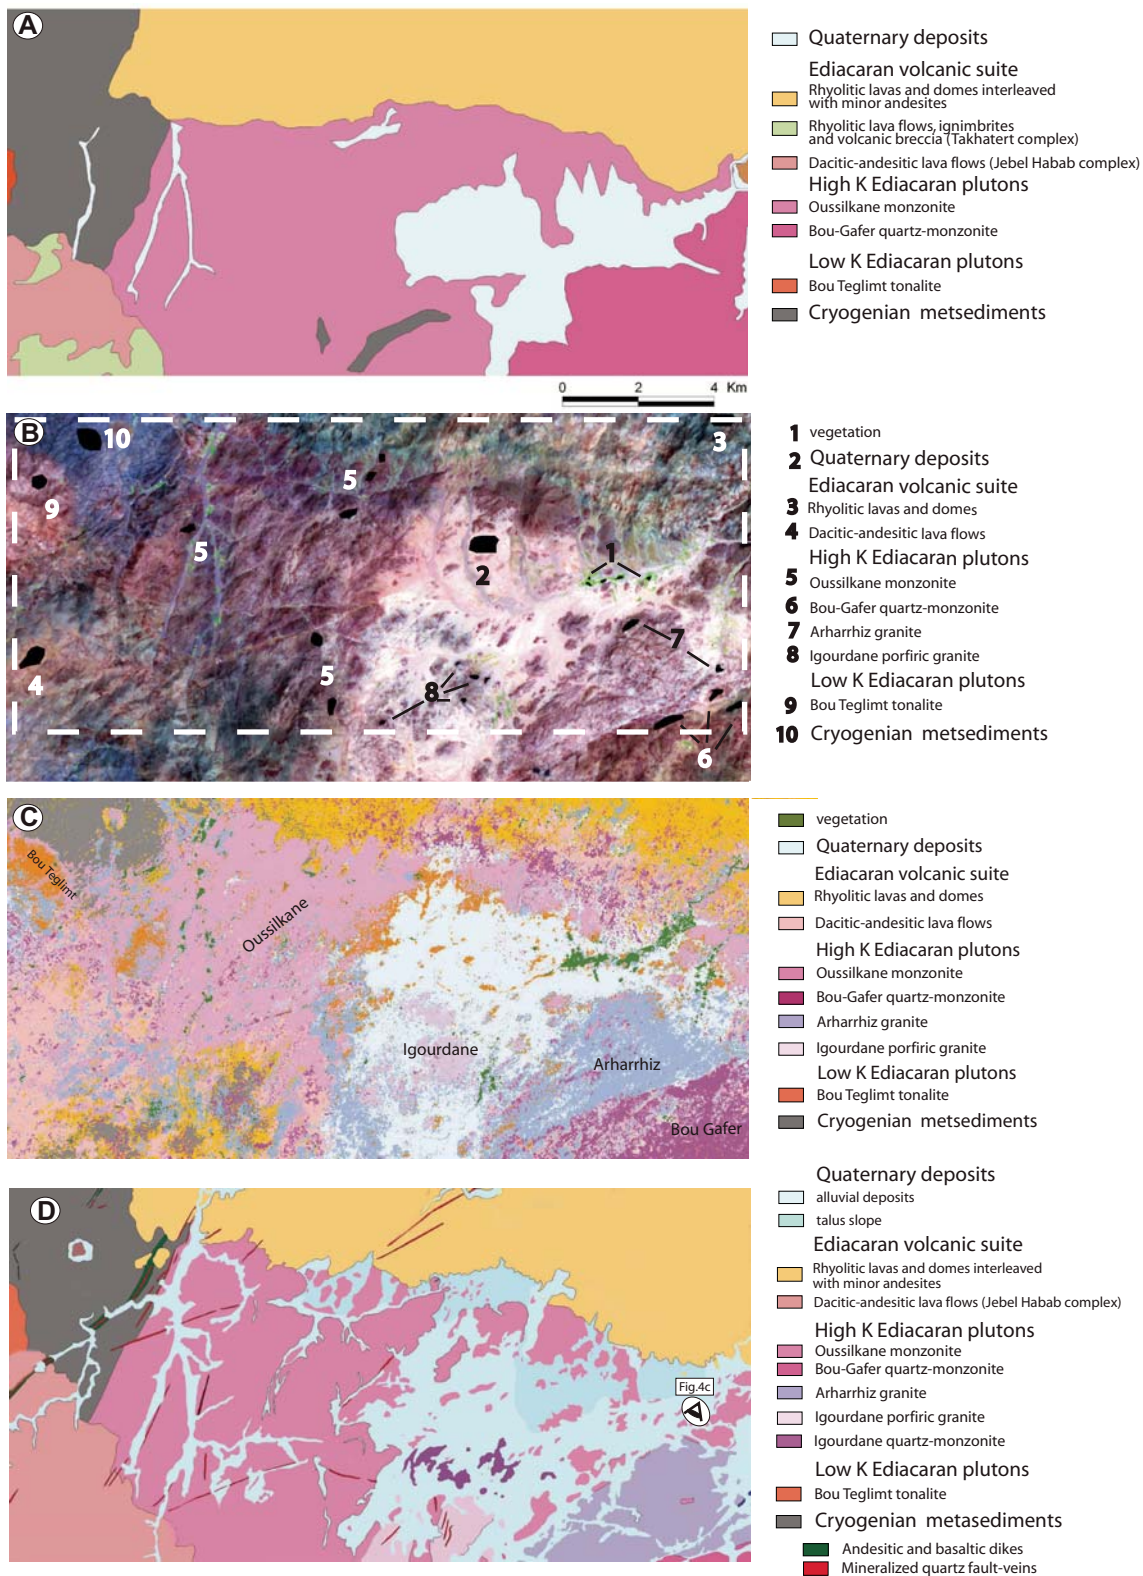 A
Quaternary deposits
Ediacaran volcanic suite
Rhyolitic lavas and domes interleaved
with minor andesites
Rhyolitic lava flows, ignimbrites
and volcanic breccia (Takhatert complex)
Dacitic-andesitic lava flows (Jebel Habab complex)
High K Ediacaran plutons
Oussilkane monzonite
Bou-Gafer quartz-monzonite
Low K Ediacaran plutons
Bou Teglimt tonalite
Cryogenian metsediments
0 2 4 Km
B
10
3
5
9
5
1
2
7
4
5
8
6
1 vegetation
2 Quaternary deposits
Ediacaran volcanic suite
3 Rhyolitic lavas and domes
4 Dacitic-andesitic lava flows
High K Ediacaran plutons
5 Oussilkane monzonite
6 Bou-Gafer quartz-monzonite
7 Arharrhiz granite
8 Igourdane porfiric granite
Low K Ediacaran plutons
9 Bou Teglimt tonalite
10 Cryogenian metsediments
C
Bou Teglimt
Oussilkane
Igourdane
Arharrhiz
Bou Gafer
vegetation
Quaternary deposits
Ediacaran volcanic suite
Rhyolitic lavas and domes
Dacitic-andesitic lava flows
High K Ediacaran plutons
Oussilkane monzonite
Bou-Gafer quartz-monzonite
Arharrhiz granite
Igourdane porfiric granite
Low K Ediacaran plutons
Bou Teglimt tonalite
Cryogenian metsediments
D
Fig.4c
Quaternary deposits
alluvial deposits
talus slope
Ediacaran volcanic suite
Rhyolitic lavas and domes interleaved
with minor andesites
Dacitic-andesitic lava flows (Jebel Habab complex)
High K Ediacaran plutons
Oussilkane monzonite
Bou-Gafer quartz-monzonite
Arharrhiz granite
Igourdane porfiric granite
Igourdane quartz-monzonite
Low K Ediacaran plutons
Bou Teglimt tonalite
Cryogenian metasediments
Andesitic and basaltic dikes
Mineralized quartz fault-veins